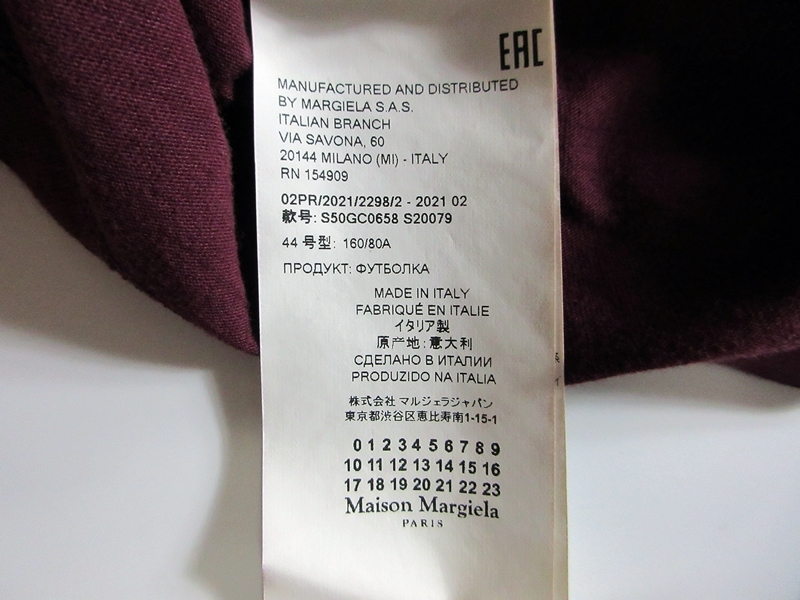 EAC
MANUFACTURED AND DISTRIBUTED
BY MARGIELA S.A.S.
ITALIAN BRANCH
VIA SAVONA, 60
20144 MILANO (MI) - ITALY
RN 154909
02PR/2021/2298/2 - 2021 02
款号: S50GC0658 S20079
44 号型: 160/80A
ПРОДУКТ: ФУТБОЛКА
MADE IN ITALY
FABRIQUÉ EN ITALIE
イタリア製
原产地: 意大利
СДЕЛАНО В ИТАЛИИ
PRODUZIDO NA ITALIA
株式会社 マルジェラジャパン
東京都渋谷区恵比寿南1-15-1
0 1 2 3 4 5 6 7 8 9
10 11 12 13 14 15 16
17 18 19 20 21 22 23
Maison Margiela
PARIS